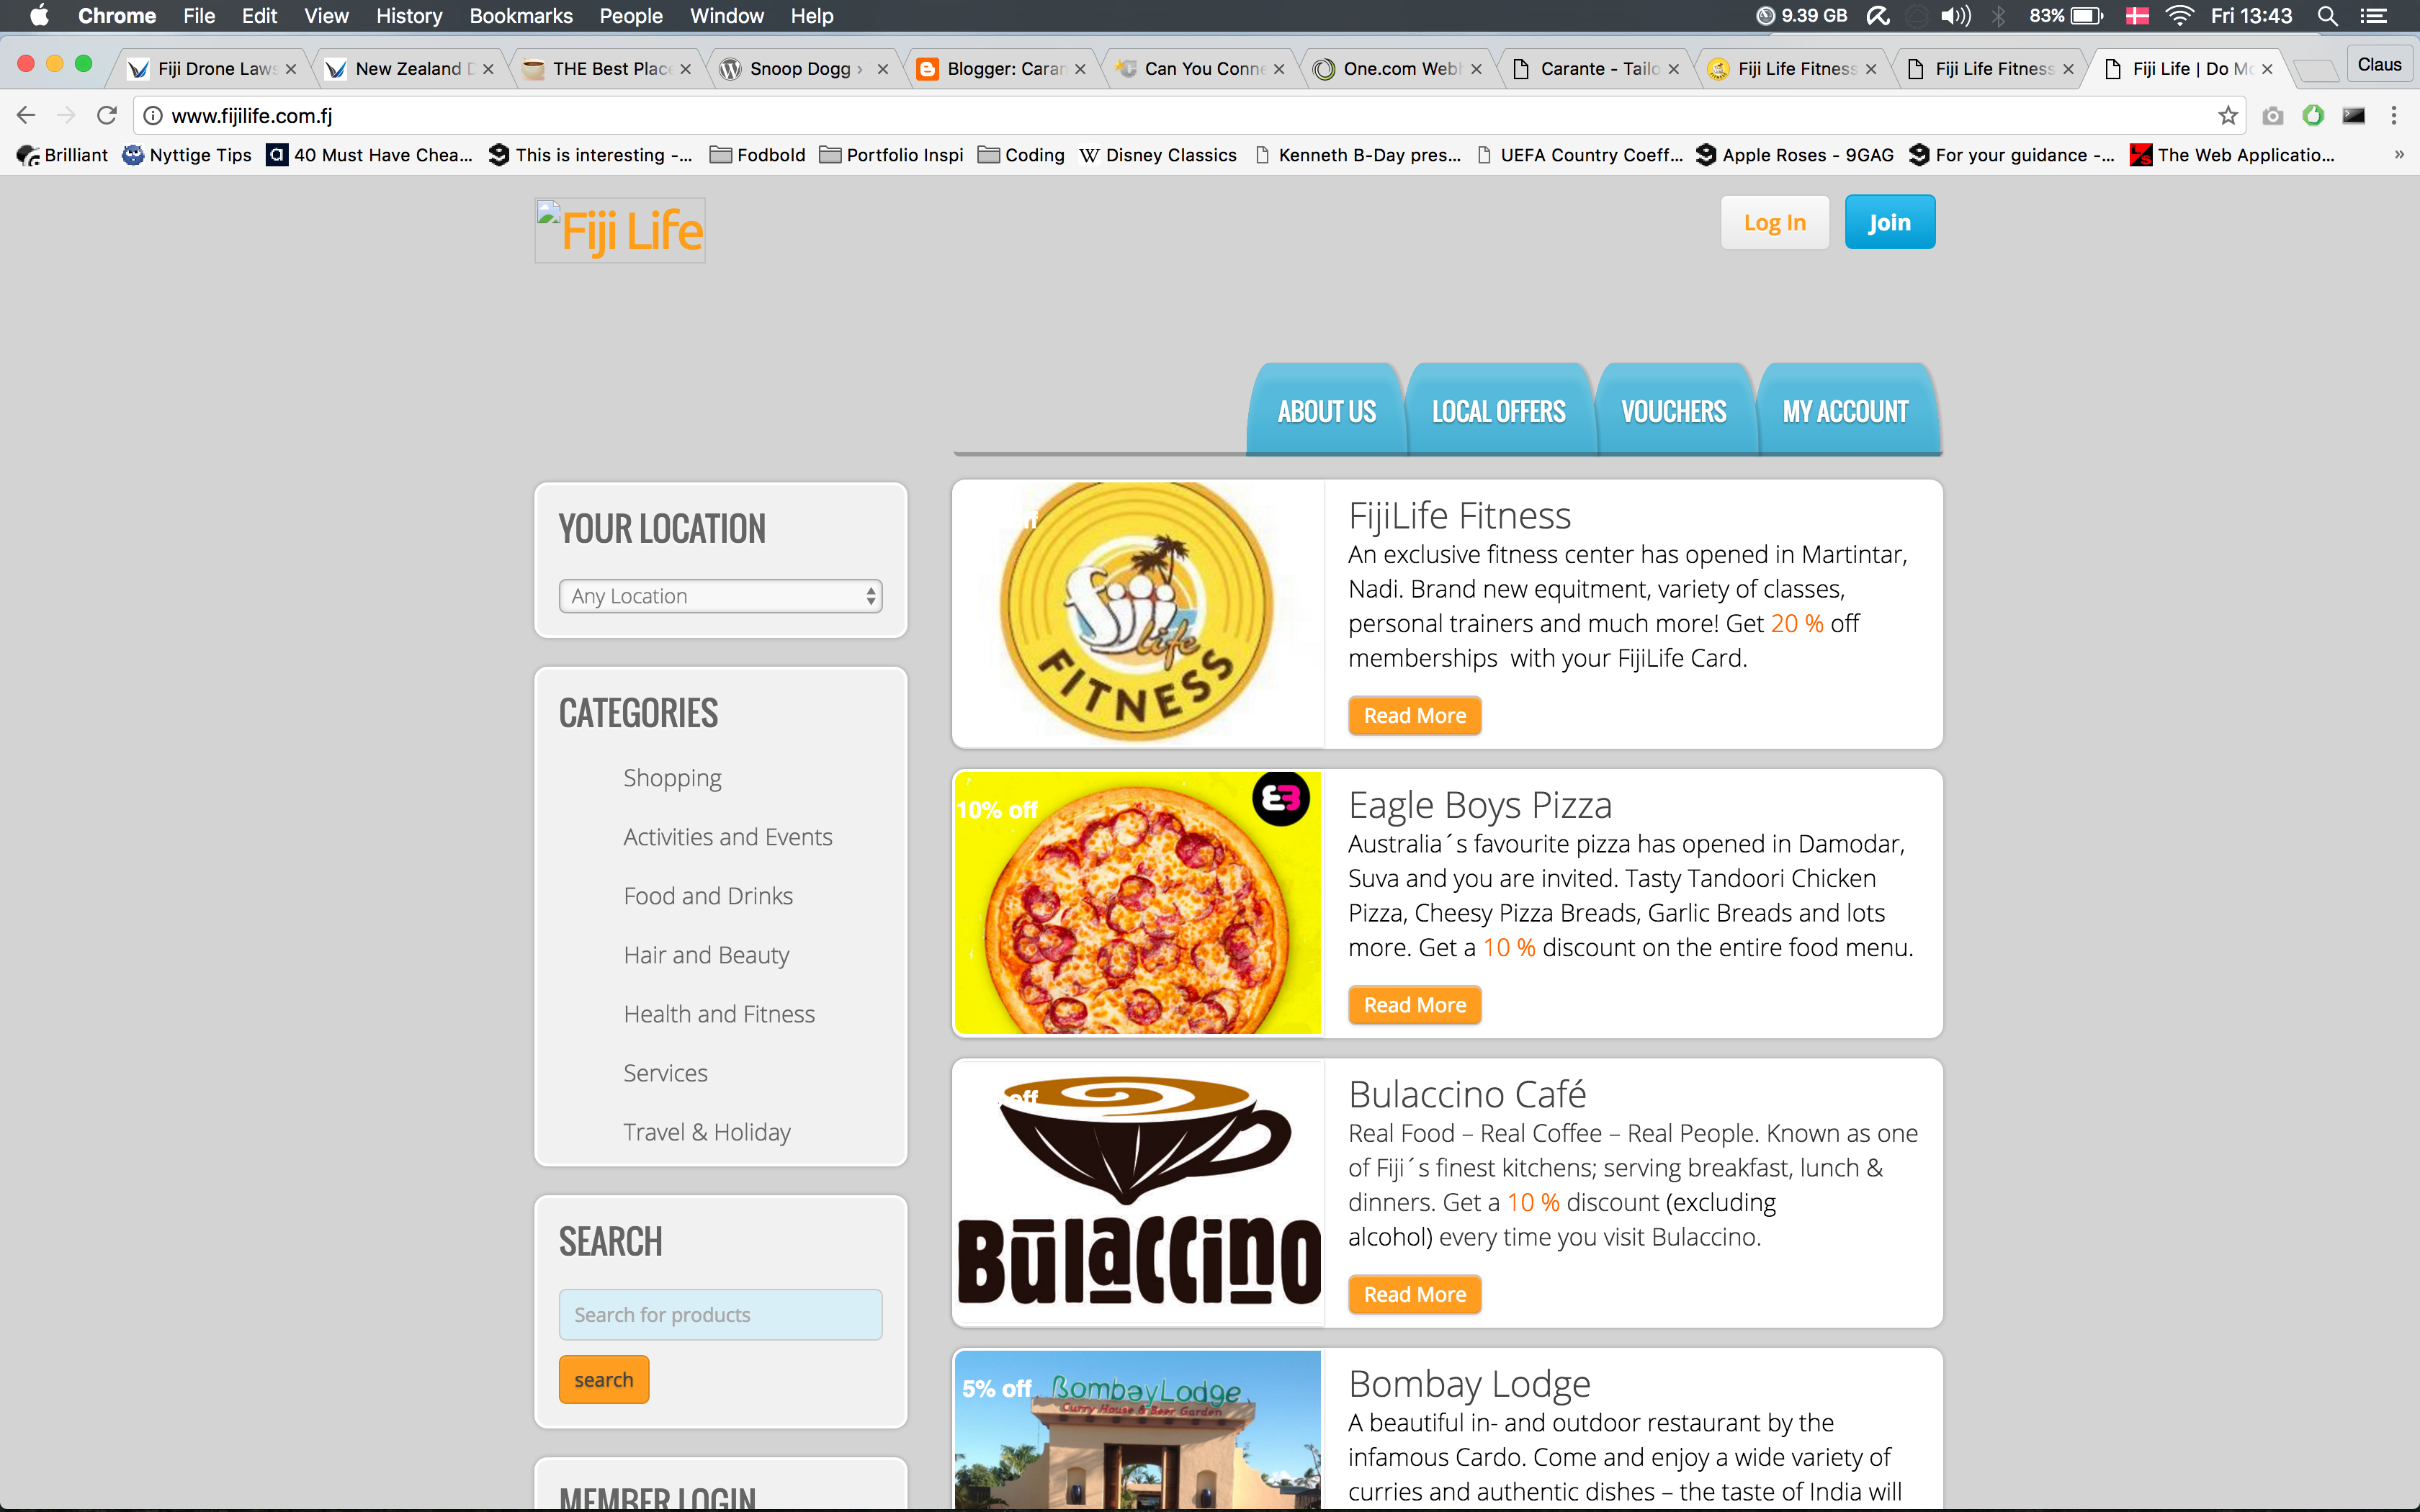 Chrome File Edit View History Bookmarks People Window Help 9.39 GB 83% Fri 13:43
Fiji Drone Laws New Zealand D THE Best Place Snoop Dogg › Blogger: Caran Can You Conne One.com Web Carante - Tailo Fiji Life Fitness Fiji Life Fitness Fiji Life | Do Mo Claus
www.fijilife.com.fj
Brilliant Nyttige Tips 40 Must Have Chea... This is interesting -... Fodbold Portfolio Inspi Coding Disney Classics Kenneth B-Day pres... UEFA Country Coeff... Apple Roses - 9GAG For your guidance -... The Web Applicatio... »
Fiji Life
Log In Join
ABOUT US LOCAL OFFERS VOUCHERS MY ACCOUNT
YOUR LOCATION
Any Location
CATEGORIES
Shopping
Activities and Events
Food and Drinks
Hair and Beauty
Health and Fitness
Services
Travel & Holiday
SEARCH
Search for products
search
MEMBER LOGIN
fiji life
FITNESS
FijiLife Fitness
An exclusive fitness center has opened in Martintar,
Nadi. Brand new equitment, variety of classes,
personal trainers and much more! Get 20 % off
memberships with your FijiLife Card.
Read More
10% off
Eagle Boys Pizza
Australia´s favourite pizza has opened in Damodar,
Suva and you are invited. Tasty Tandoori Chicken
Pizza, Cheesy Pizza Breads, Garlic Breads and lots
more. Get a 10 % discount on the entire food menu.
Read More
off
Būlaccino
Bulaccino Café
Real Food – Real Coffee – Real People. Known as one
of Fiji´s finest kitchens; serving breakfast, lunch &
dinners. Get a 10 % discount (excluding
alcohol) every time you visit Bulaccino.
Read More
5% off
BombayLodge
Curry House & Beer Garden
Bombay Lodge
A beautiful in- and outdoor restaurant by the
infamous Cardo. Come and enjoy a wide variety of
curries and authentic dishes – the taste of India will